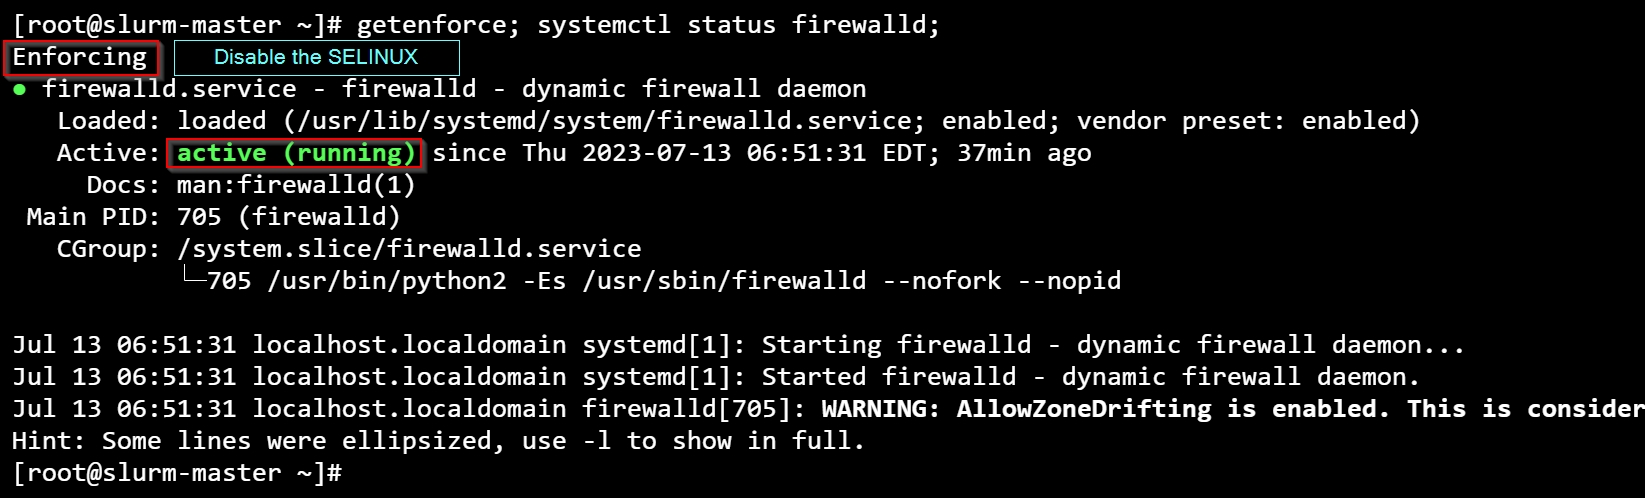 [root@slurm-master ~]# getenforce; systemctl status firewalld;
Enforcing Disable the SELINUX
● firewalld.service - firewalld - dynamic firewall daemon
Loaded: loaded (/usr/lib/systemd/system/firewalld.service; enabled; vendor preset: enabled)
Active: active (running) since Thu 2023-07-13 06:51:31 EDT; 37min ago
Docs: man:firewalld(1)
Main PID: 705 (firewalld)
CGroup: /system.slice/firewalld.service
└─705 /usr/bin/python2 -Es /usr/sbin/firewalld --nofork --nopid
Jul 13 06:51:31 localhost.localdomain systemd[1]: Starting firewalld - dynamic firewall daemon...
Jul 13 06:51:31 localhost.localdomain systemd[1]: Started firewalld - dynamic firewall daemon.
Jul 13 06:51:31 localhost.localdomain firewalld[705]: WARNING: AllowZoneDrifting is enabled. This is consider
Hint: Some lines were ellipsized, use -l to show in full.
[root@slurm-master ~]#